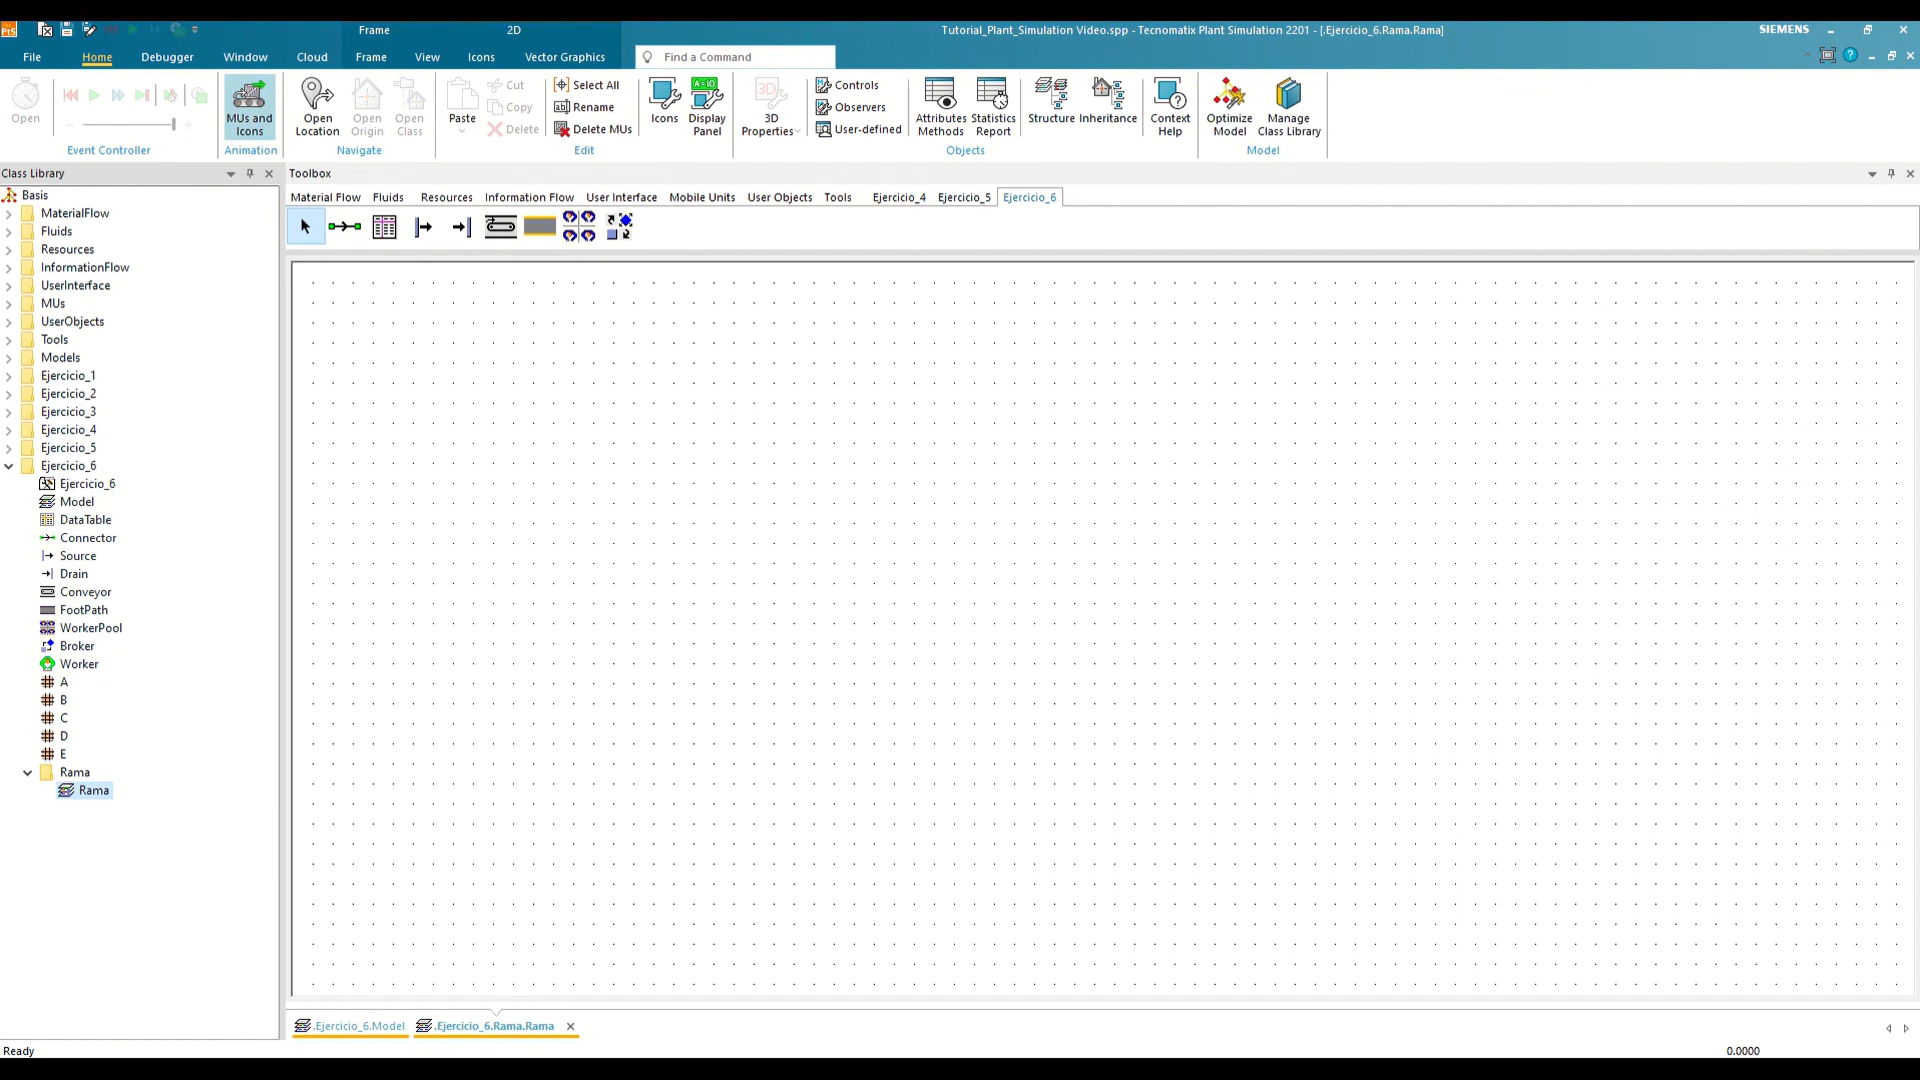 Frame
2D
Tutorial_Plant_Simulation Video.spp - Tecnomatix Plant Simulation 2201 - [.Ejercicio_6.Rama.Rama]
SIEMENS
File
Home
Debugger
Window
Cloud
Frame
View
Icons
Vector Graphics
Find a Command
Open
MUs and Icons
Open Location
Open Origin
Open Class
Paste
Cut
Copy
Delete
Select All
Rename
Delete MUs
Icons
Display Panel
3D Properties
Controls
Observers
User-defined
Attributes Methods
Statistics Report
Structure
Inheritance
Context Help
Optimize Model
Manage Class Library
Event Controller
Animation
Navigate
Edit
Objects
Model
Class Library
Toolbox
Material Flow
Fluids
Resources
Information Flow
User Interface
Mobile Units
User Objects
Tools
Ejercicio_4
Ejercicio_5
Ejercicio_6
Basis
MaterialFlow
Fluids
Resources
InformationFlow
UserInterface
MUs
UserObjects
Tools
Models
Ejercicio_1
Ejercicio_2
Ejercicio_3
Ejercicio_4
Ejercicio_5
Ejercicio_6
Ejercicio_6
Model
DataTable
Connector
Source
Drain
Conveyor
FootPath
WorkerPool
Broker
Worker
A
B
C
D
E
Rama
Rama
.Ejercicio_6.Model
.Ejercicio_6.Rama.Rama
Ready
0.0000